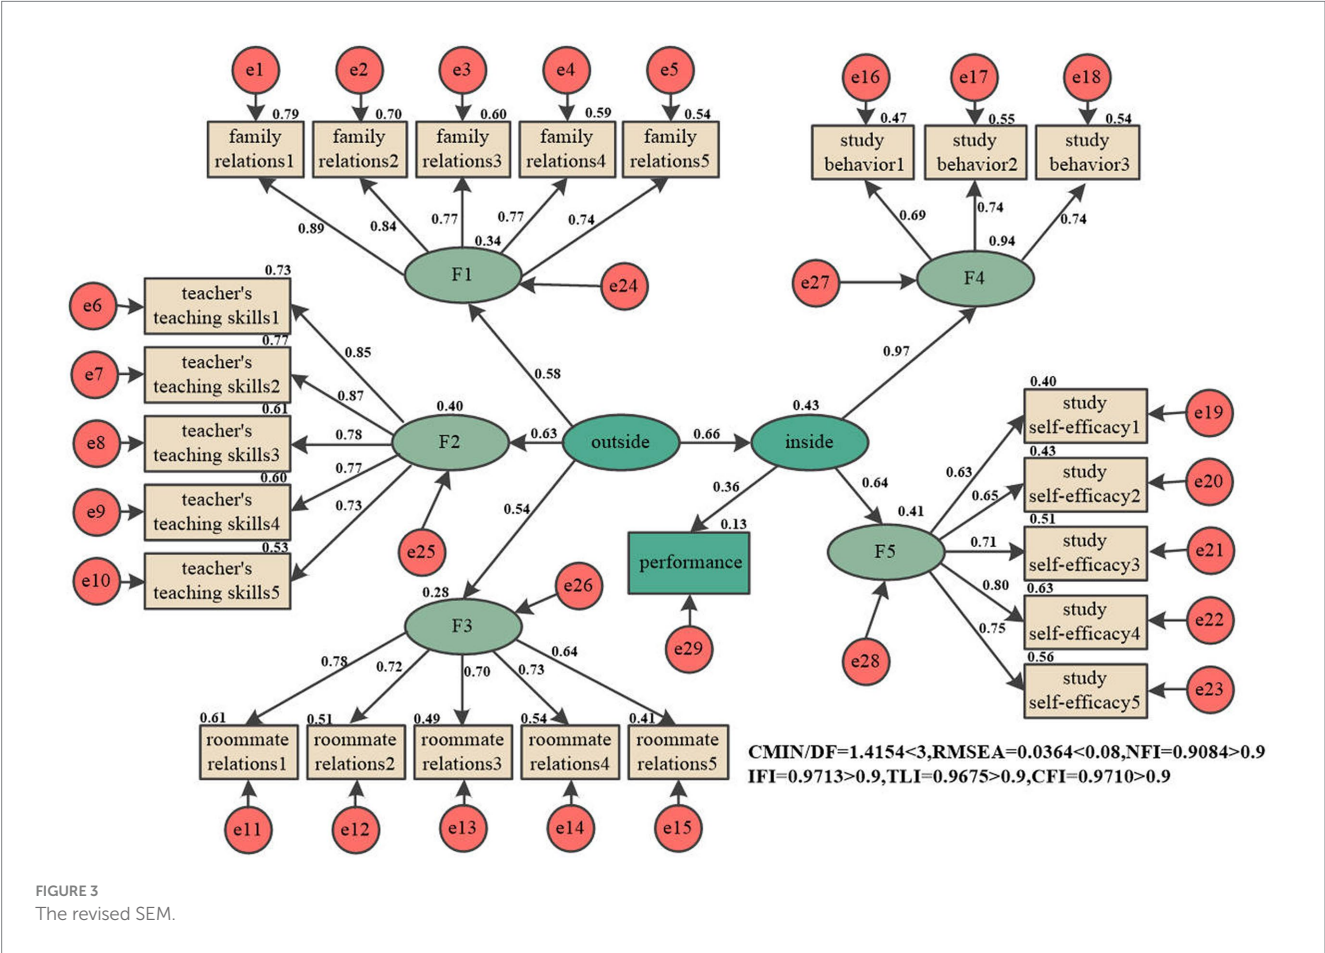 e1
e2
e3
e4
e5
e16
e17
e18
0.79
0.70
0.60
0.59
0.54
0.47
0.55
0.54
family
relations1
family
relations2
family
relations3
family
relations4
family
relations5
study
behavior1
study
behavior2
study
behavior3
0.89
0.84
0.77
0.77
0.74
0.69
0.74
0.74
0.34
F1
e24
0.94
F4
e27
0.73
e6
teacher's
teaching skills1
0.77
e7
teacher's
teaching skills2
0.61
e8
teacher's
teaching skills3
0.60
e9
teacher's
teaching skills4
0.53
e10
teacher's
teaching skills5
0.85
0.87
0.78
0.77
0.73
0.40
F2
e25
0.58
0.63
outside
0.66
0.43
inside
0.97
0.54
0.36
0.64
0.13
performance
e29
0.41
F5
e28
0.63
0.65
0.71
0.80
0.75
0.40
study
self-efficacy1
e19
0.43
study
self-efficacy2
e20
0.51
study
self-efficacy3
e21
0.63
study
self-efficacy4
e22
0.56
study
self-efficacy5
e23
0.28
F3
e26
0.78
0.72
0.70
0.73
0.64
0.61
0.51
0.49
0.54
0.41
roommate
relations1
roommate
relations2
roommate
relations3
roommate
relations4
roommate
relations5
e11
e12
e13
e14
e15
CMIN/DF=1.4154<3,RMSEA=0.0364<0.08,NFI=0.9084>0.9
IFI=0.9713>0.9,TLI=0.9675>0.9,CFI=0.9710>0.9
FIGURE 3
The revised SEM.